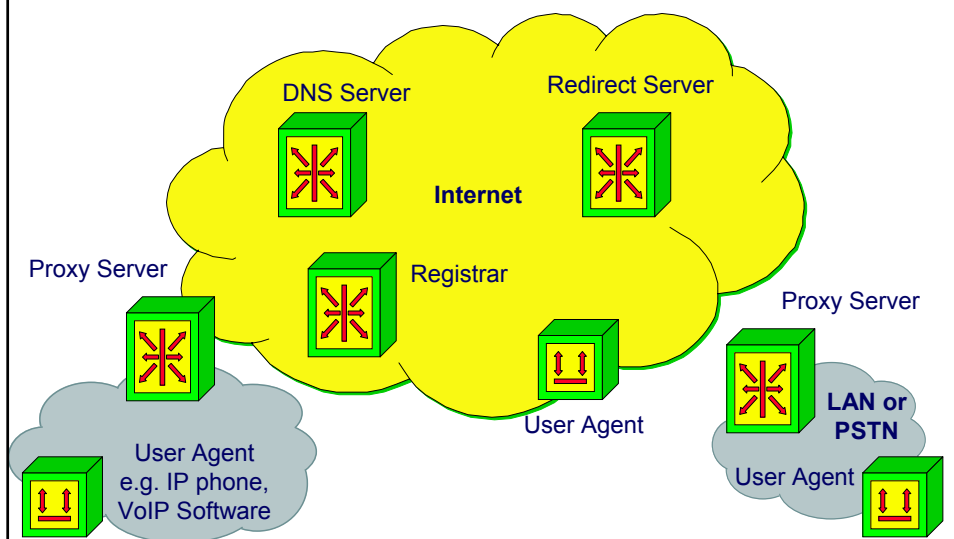 DNS Server
Redirect Server
Internet
Proxy Server
Registrar
Proxy Server
LAN or
PSTN
User Agent
User Agent
e.g. IP phone,
VoIP Software
User Agent